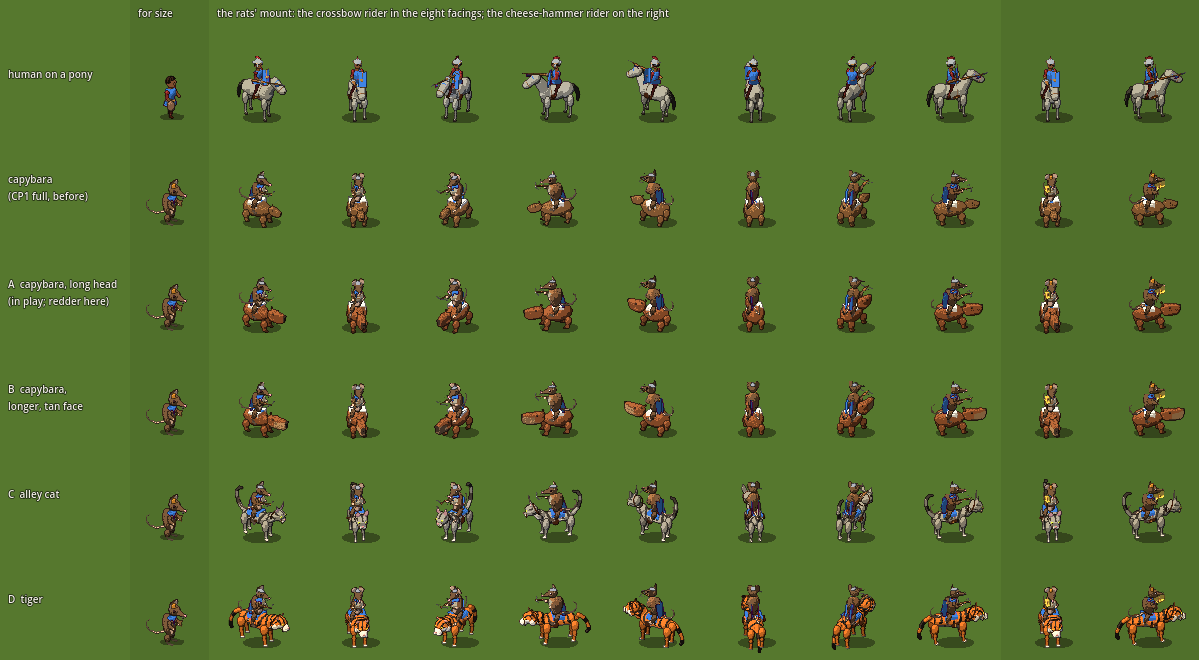 for size
the rats' mount: the crossbow rider in the eight facings; the cheese-hammer rider on the right
human on a pony
capybara
(CP1 full, before)
A  capybara, long head
(in play; redder here)
B  capybara,
longer, tan face
C  alley cat
D  tiger